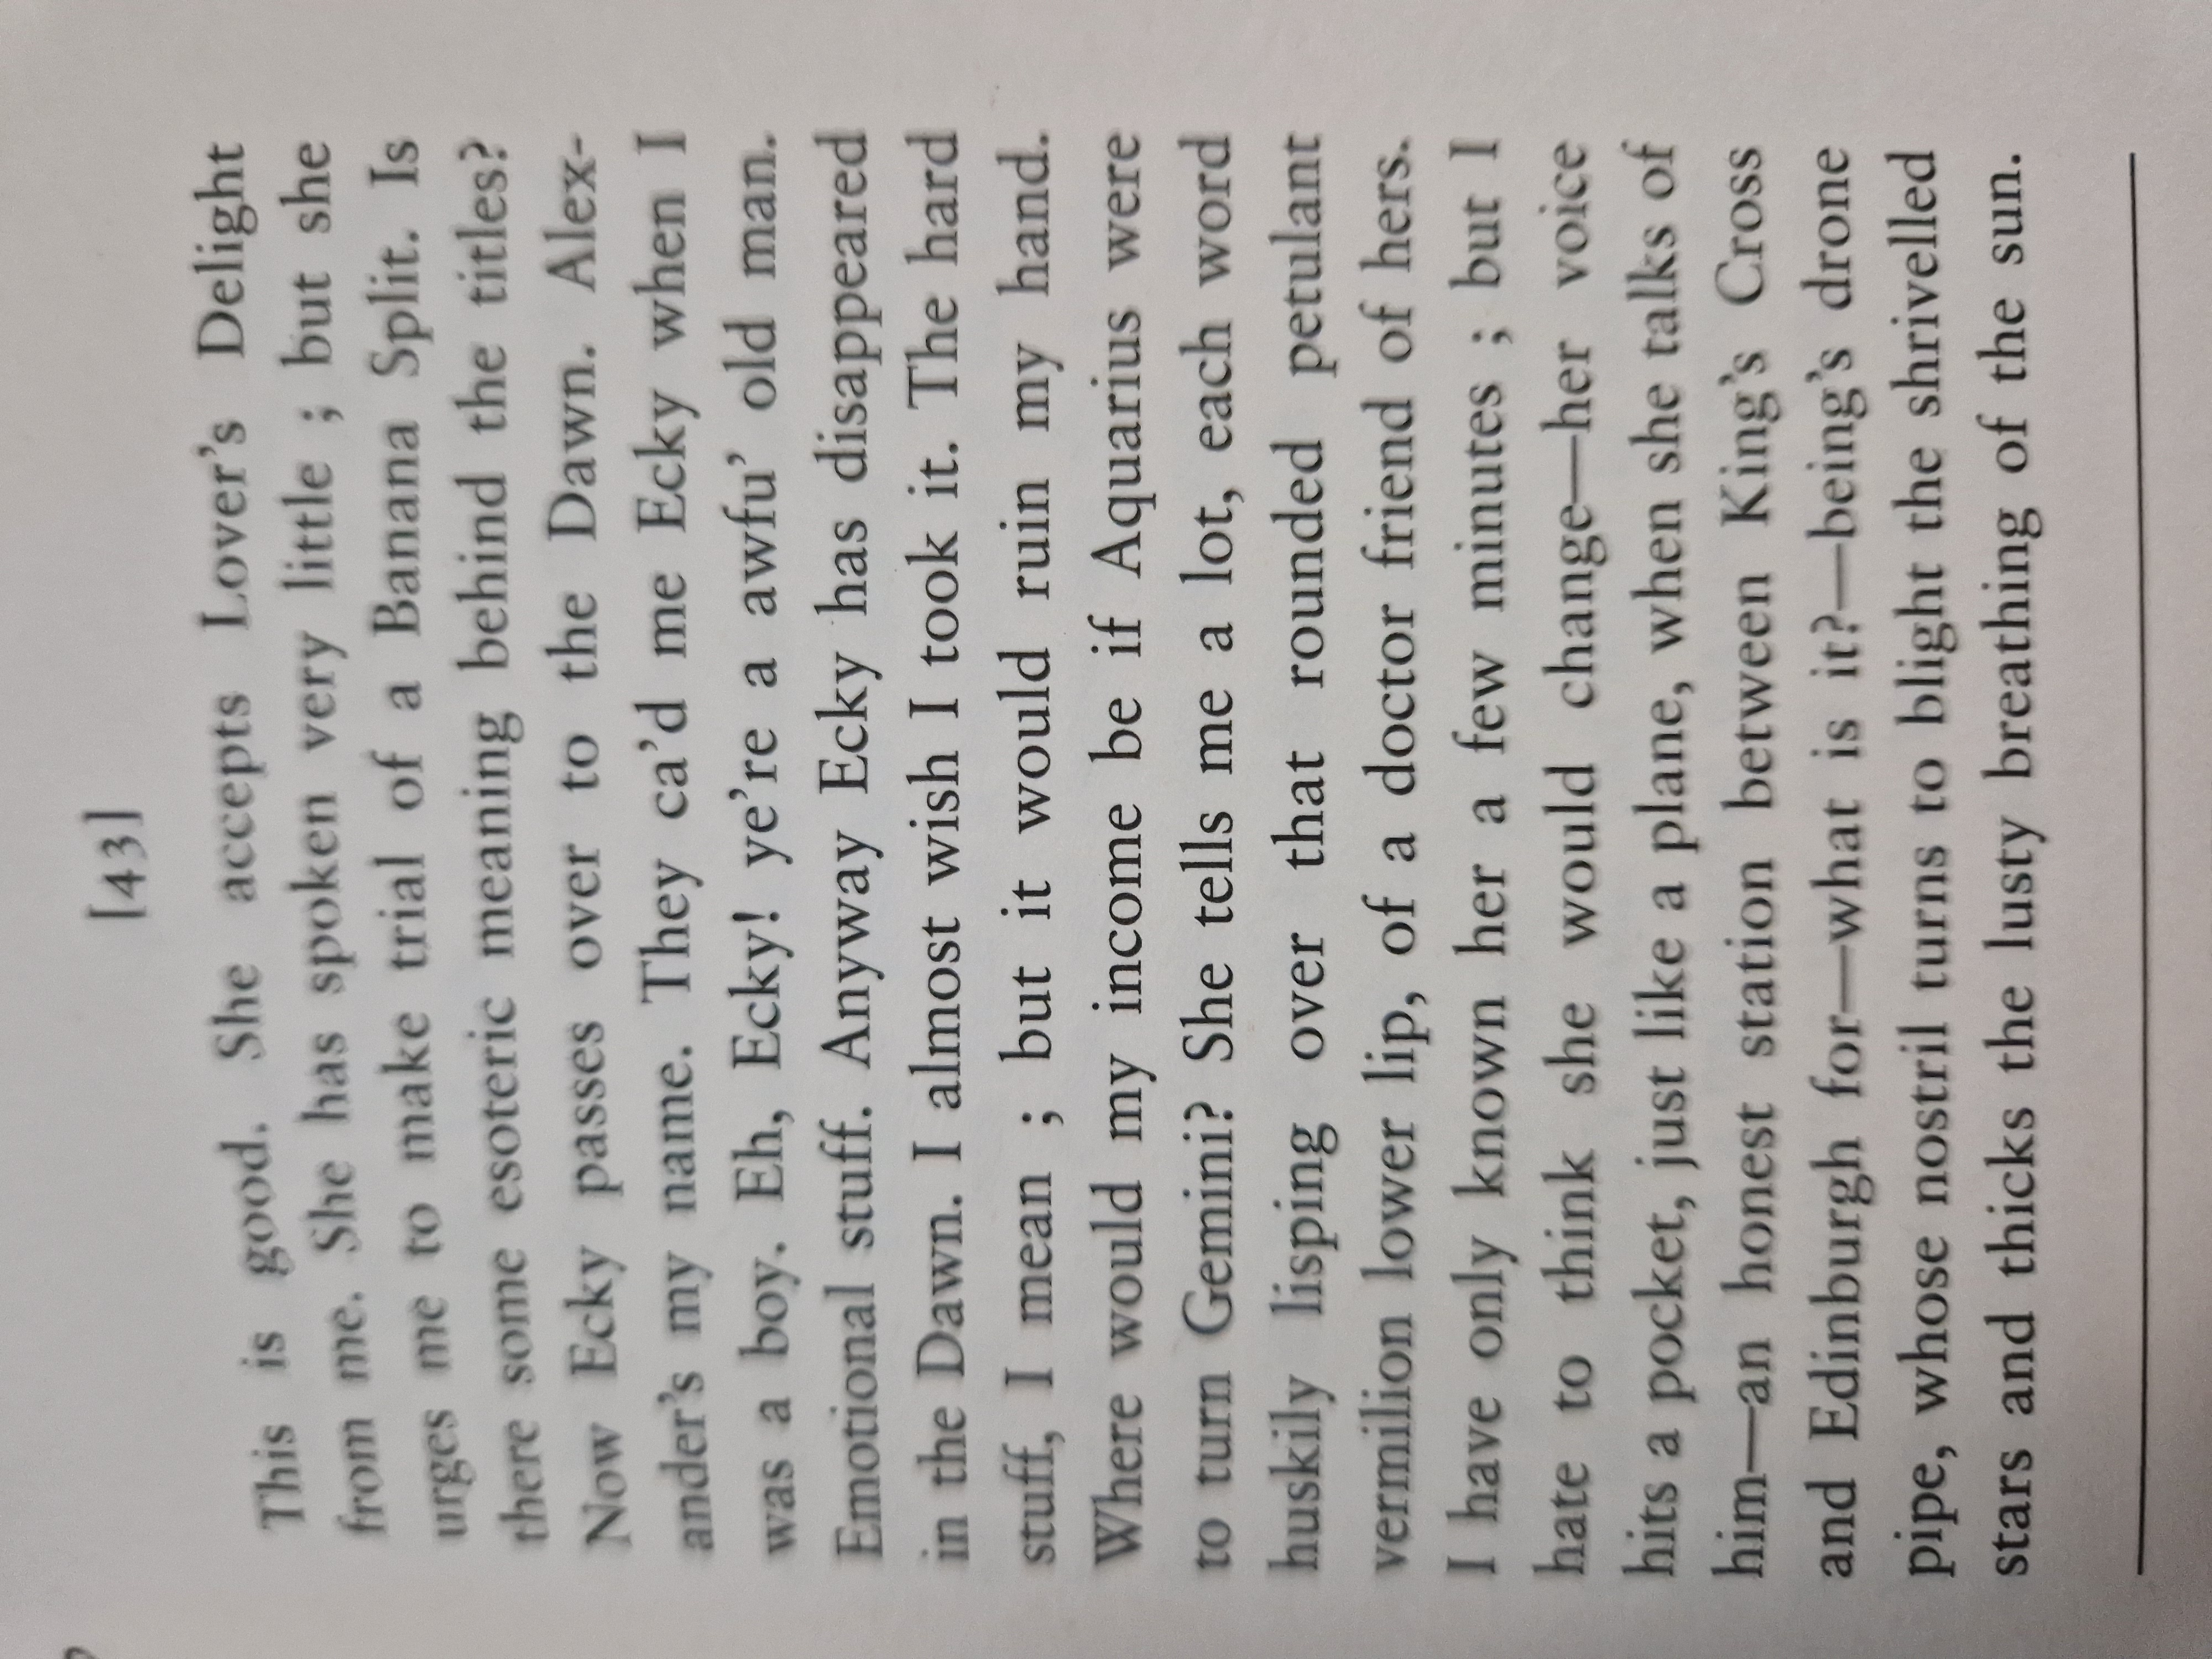 [43]
This is good. She accepts Lover's Delight
from me. She has spoken very little ; but she
urges me to make trial of a Banana Split. Is
there some esoteric meaning behind the titles?
Now Ecky passes over to the Dawn. Alex-
ander's my name. They ca'd me Ecky when I
was a boy. Eh, Ecky! ye're a awfu' old man.
Emotional stuff. Anyway Ecky has disappeared
in the Dawn. I almost wish I took it. The hard
stuff, I mean ; but it would ruin my hand.
Where would my income be if Aquarius were
to turn Gemini? She tells me a lot, each word
huskily lisping over that rounded petulant
vermilion lower lip, of a doctor friend of hers.
I have only known her a few minutes ; but I
hate to think she would change—her voice
hits a pocket, just like a plane, when she talks of
him—an honest station between King's Cross
and Edinburgh for—what is it?—being's drone
pipe, whose nostril turns to blight the shrivelled
stars and thicks the lusty breathing of the sun.